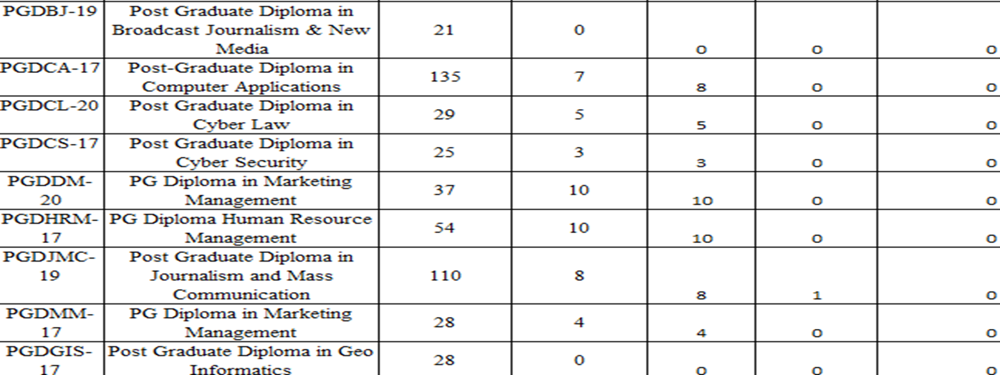 PGDBJ-19 Post Graduate Diploma in
Broadcast Journalism & New 21 0
Media 0 0 0
PGDCA-17 Post-Graduate Diploma in
135 7
Computer Applications 8 0 0
PGDCL-20 Post Graduate Diploma in
29 5
Cyber Law 5 0 0
PGDCS-17 Post Graduate Diploma in
25 3
Cyber Security 3 0 0
PGDDM- PG Diploma in Marketing
37 10
20 Management 10 0 0
PGDHRM- PG Diploma Human Resource
54 10
17 Management 10 0 0
PGDJMC- Post Graduate Diploma in
19 Journalism and Mass 110 8
Communication 8 1 0
PGDMM- PG Diploma in Marketing
28 4
17 Management 4 0 0
PGDGIS- Post Graduate Diploma in Geo
28 0
17 Informatics 0 0 0